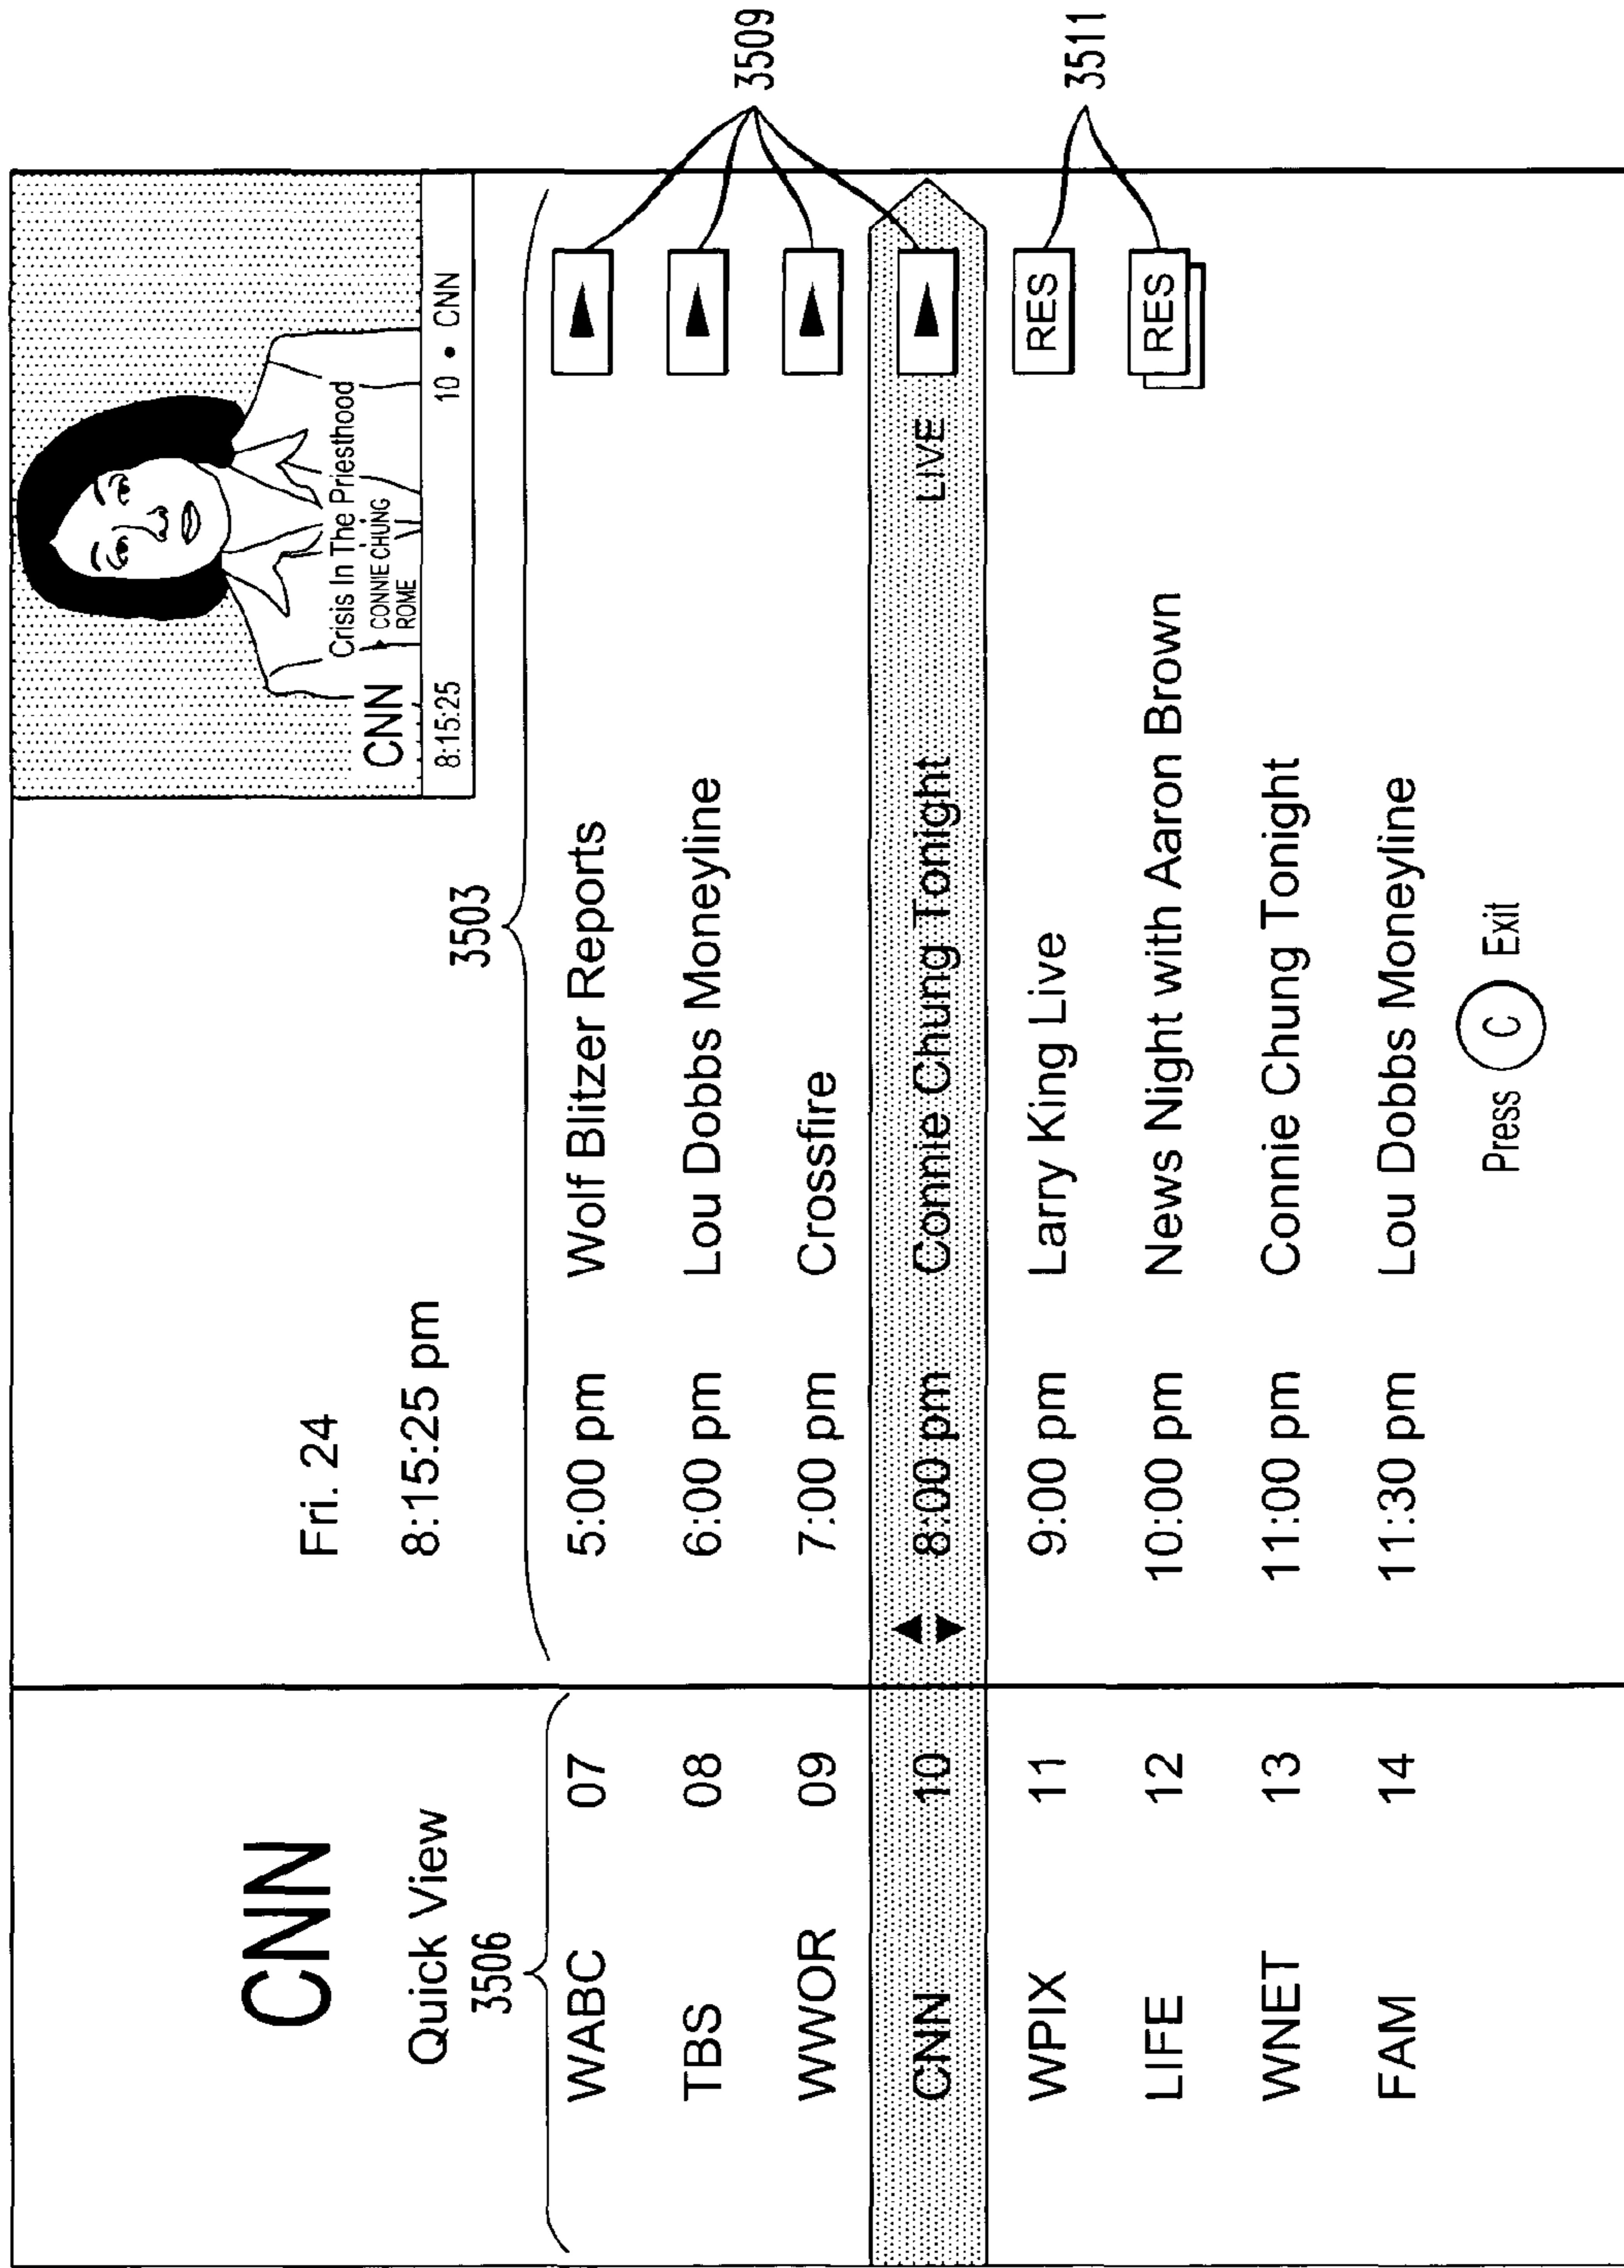 CNN
Quick View
3506
Fri. 24
8:15:25 pm
CNN
Crisis In The Priesthood
CONNIE CHUNG
ROME
8:15:25 10 • CNN
3503
WABC 07 5:00 pm Wolf Blitzer Reports
TBS 08 6:00 pm Lou Dobbs Moneyline
WWOR 09 7:00 pm Crossfire
CNN 10 8:00 pm Connie Chung Tonight LIVE
WPIX 11 9:00 pm Larry King Live RES
LIFE 12 10:00 pm News Night with Aaron Brown RES
WNET 13 11:00 pm Connie Chung Tonight
FAM 14 11:30 pm Lou Dobbs Moneyline
Press C Exit
3509
3511